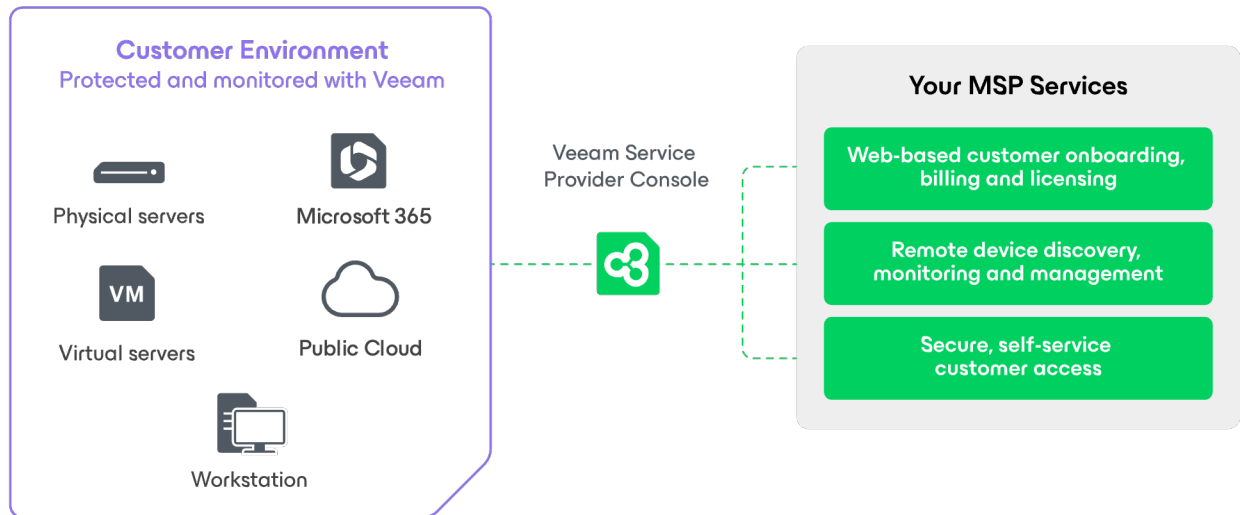 Customer Environment
Protected and monitored with Veeam
Physical servers
Microsoft 365
VM
Virtual servers
Public Cloud
Workstation
Veeam Service
Provider Console
Your MSP Services
Web-based customer onboarding,
billing and licensing
Remote device discovery,
monitoring and management
Secure, self-service
customer access